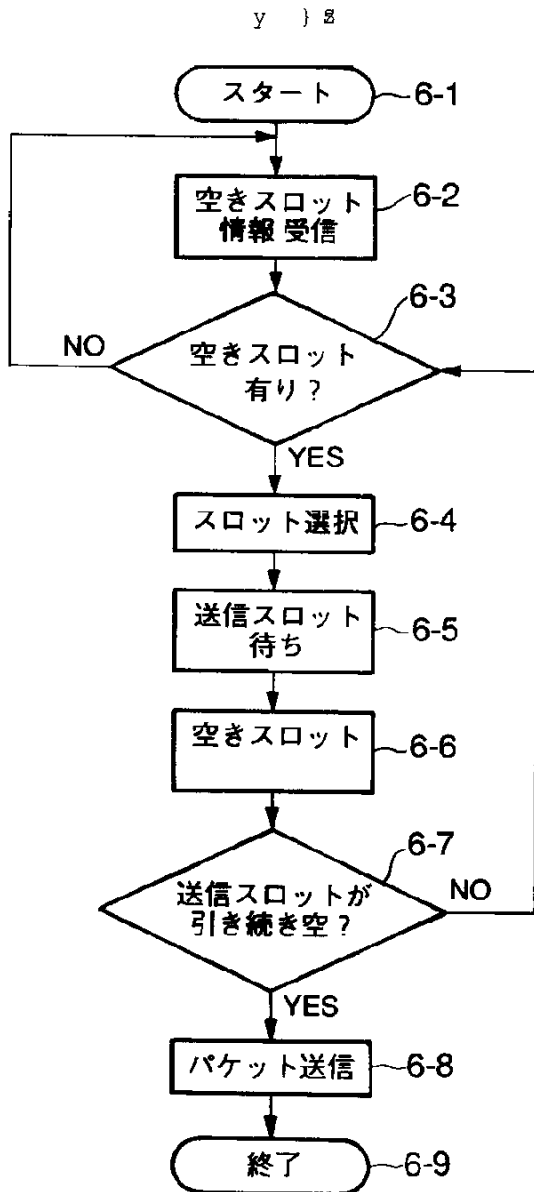 y } s
スタート
6-1
空きスロット
情報 受信
6-2
6-3
NO
空きスロット
有り?
YES
スロット選択
6-4
送信スロット
待ち
6-5
空きスロット
6-6
6-7
送信スロットが
引き続き空?
NO
YES
パケット送信
6-8
終了
6-9